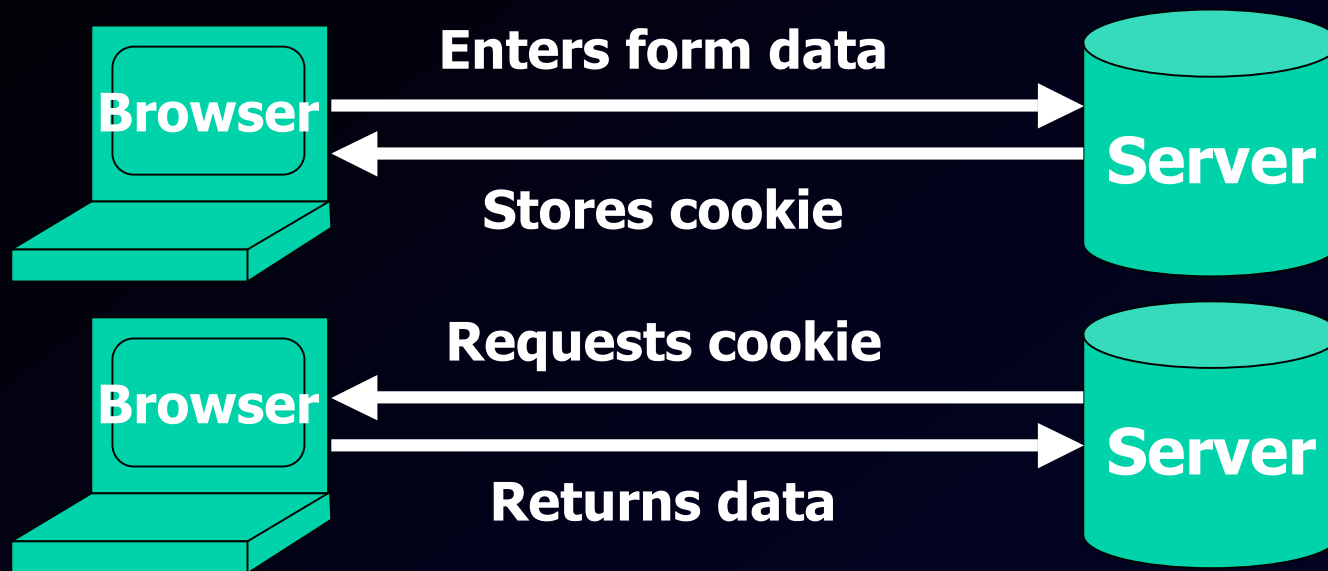 Enters form data
Browser
Server
Stores cookie
Requests cookie
Browser
Server
Returns data